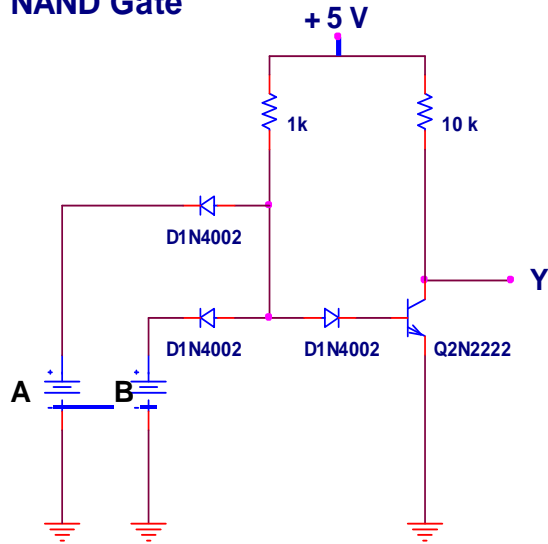 NAND Gate
+ 5 V
1k
10 k
D1N4002
Y
D1N4002
D1N4002
Q2N2222
A
B